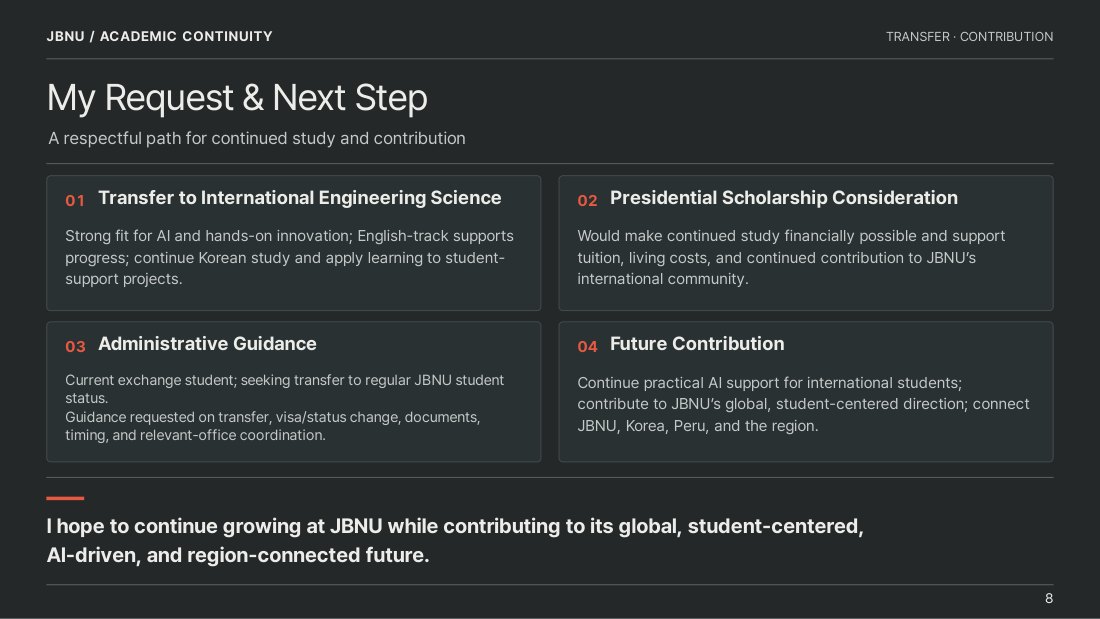 JBNU / ACADEMIC CONTINUITY
TRANSFER · CONTRIBUTION
My Request & Next Step
A respectful path for continued study and contribution
01 Transfer to International Engineering Science
Strong fit for AI and hands-on innovation; English-track supports
progress; continue Korean study and apply learning to student-
support projects.
02 Presidential Scholarship Consideration
Would make continued study financially possible and support
tuition, living costs, and continued contribution to JBNU’s
international community.
03 Administrative Guidance
Current exchange student; seeking transfer to regular JBNU student
status.
Guidance requested on transfer, visa/status change, documents,
timing, and relevant-office coordination.
04 Future Contribution
Continue practical AI support for international students;
contribute to JBNU’s global, student-centered direction; connect
JBNU, Korea, Peru, and the region.
I hope to continue growing at JBNU while contributing to its global, student-centered,
AI-driven, and region-connected future.
8